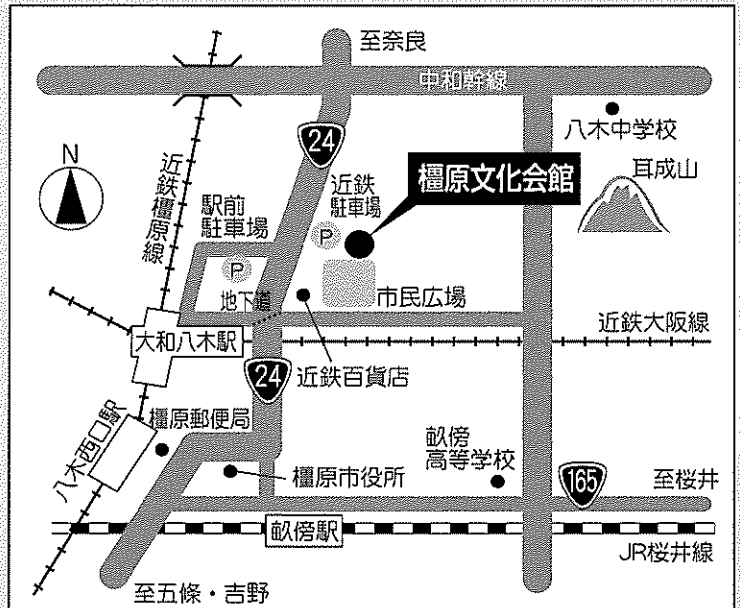 至奈良
中和幹線
八木中学校
24
N
近鉄橿原線
近鉄
駐車場
橿原文化会館
耳成山
駅前
駐車場
P
P
地下道
市民広場
大和八木駅
近鉄大阪線
24
近鉄百貨店
八木西口駅
橿原郵便局
畝傍
高等学校
橿原市役所
165
至桜井
畝傍駅
JR桜井線
至五條・吉野